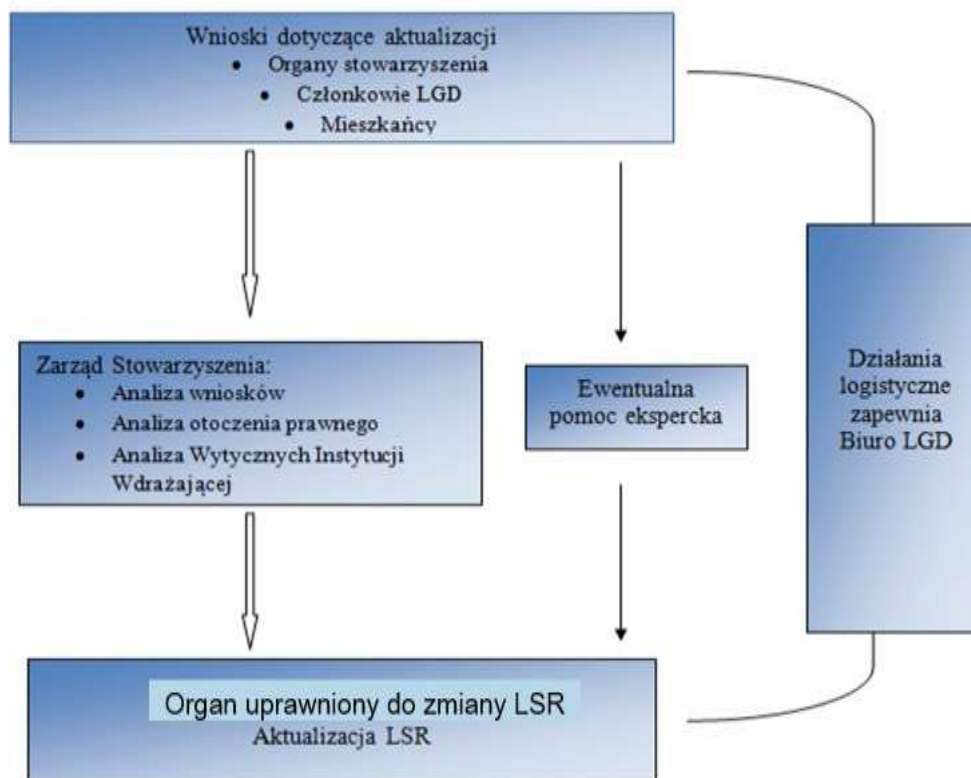 Wnioski dotyczące aktualizacji
• Organy stowarzyszenia
• Członkowie LGD
• Mieszkańcy
Zarząd Stowarzyszenia:
• Analiza wniosków
• Analiza otoczenia prawnego
• Analiza Wytycznych Instytucji
Wdrażającej
Ewentualna
pomoc ekspercka
Działania
logistyczne
zapewnia
Biuro LGD
Organ uprawniony do zmiany LSR
Aktualizacja LSR